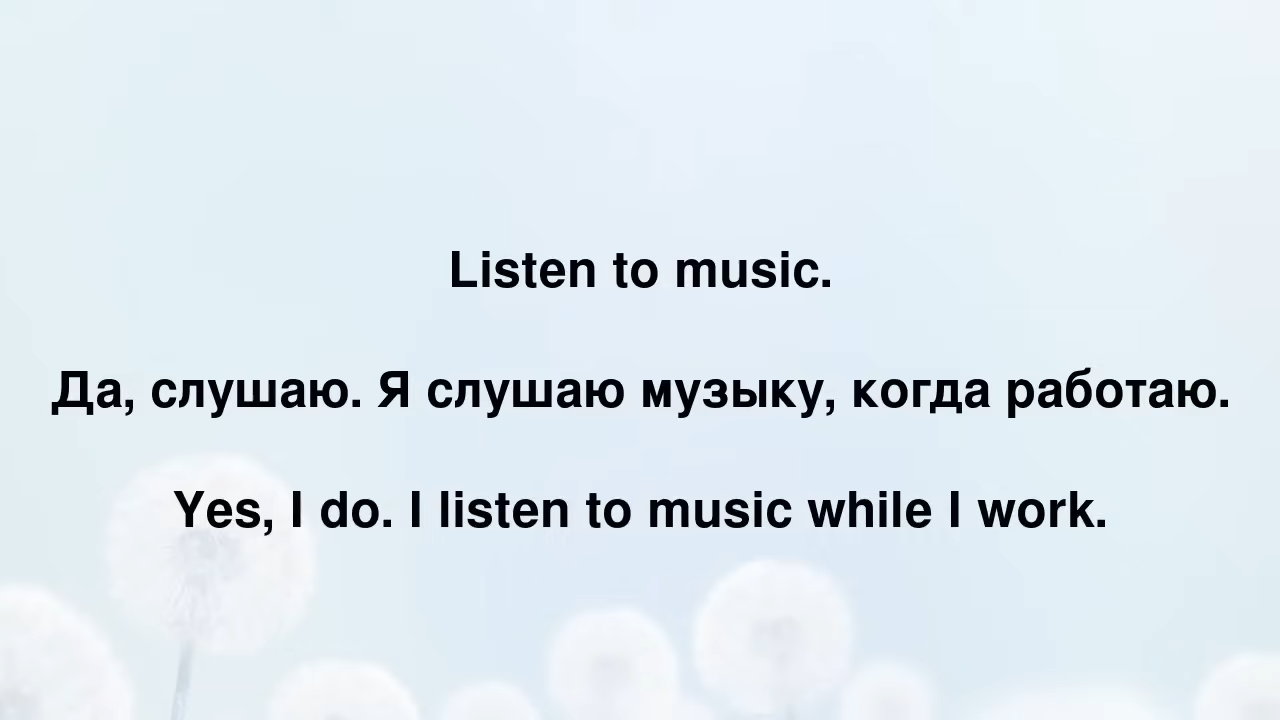 Listen to music.
Да, слушаю. Я слушаю музыку, когда работаю.
Yes, I do. I listen to music while I work.